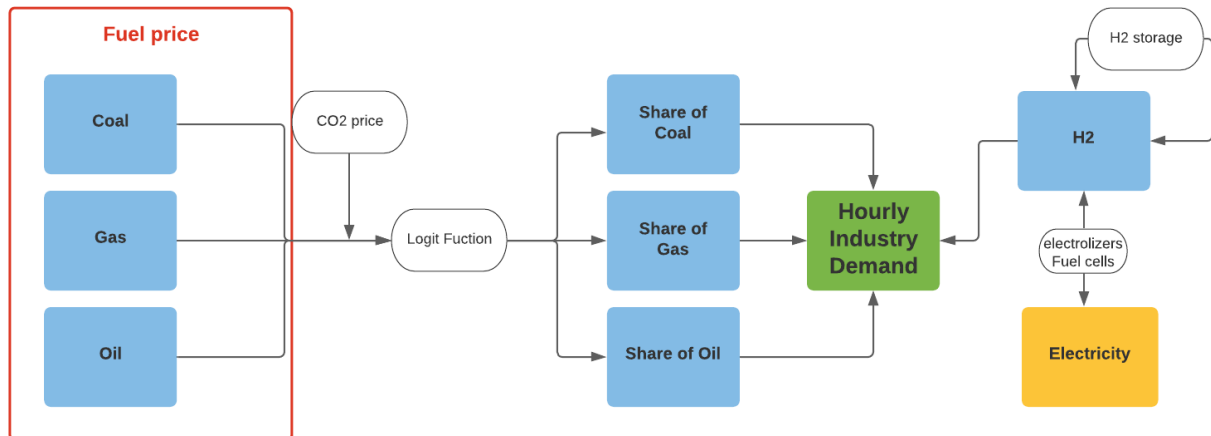 Fuel price
Coal
Gas
Oil
CO2 price
Logit Fuction
Share of
Coal
Share of
Gas
Share of Oil
Hourly
Industry
Demand
H2 storage
H2
electrolizers
Fuel cells
Electricity